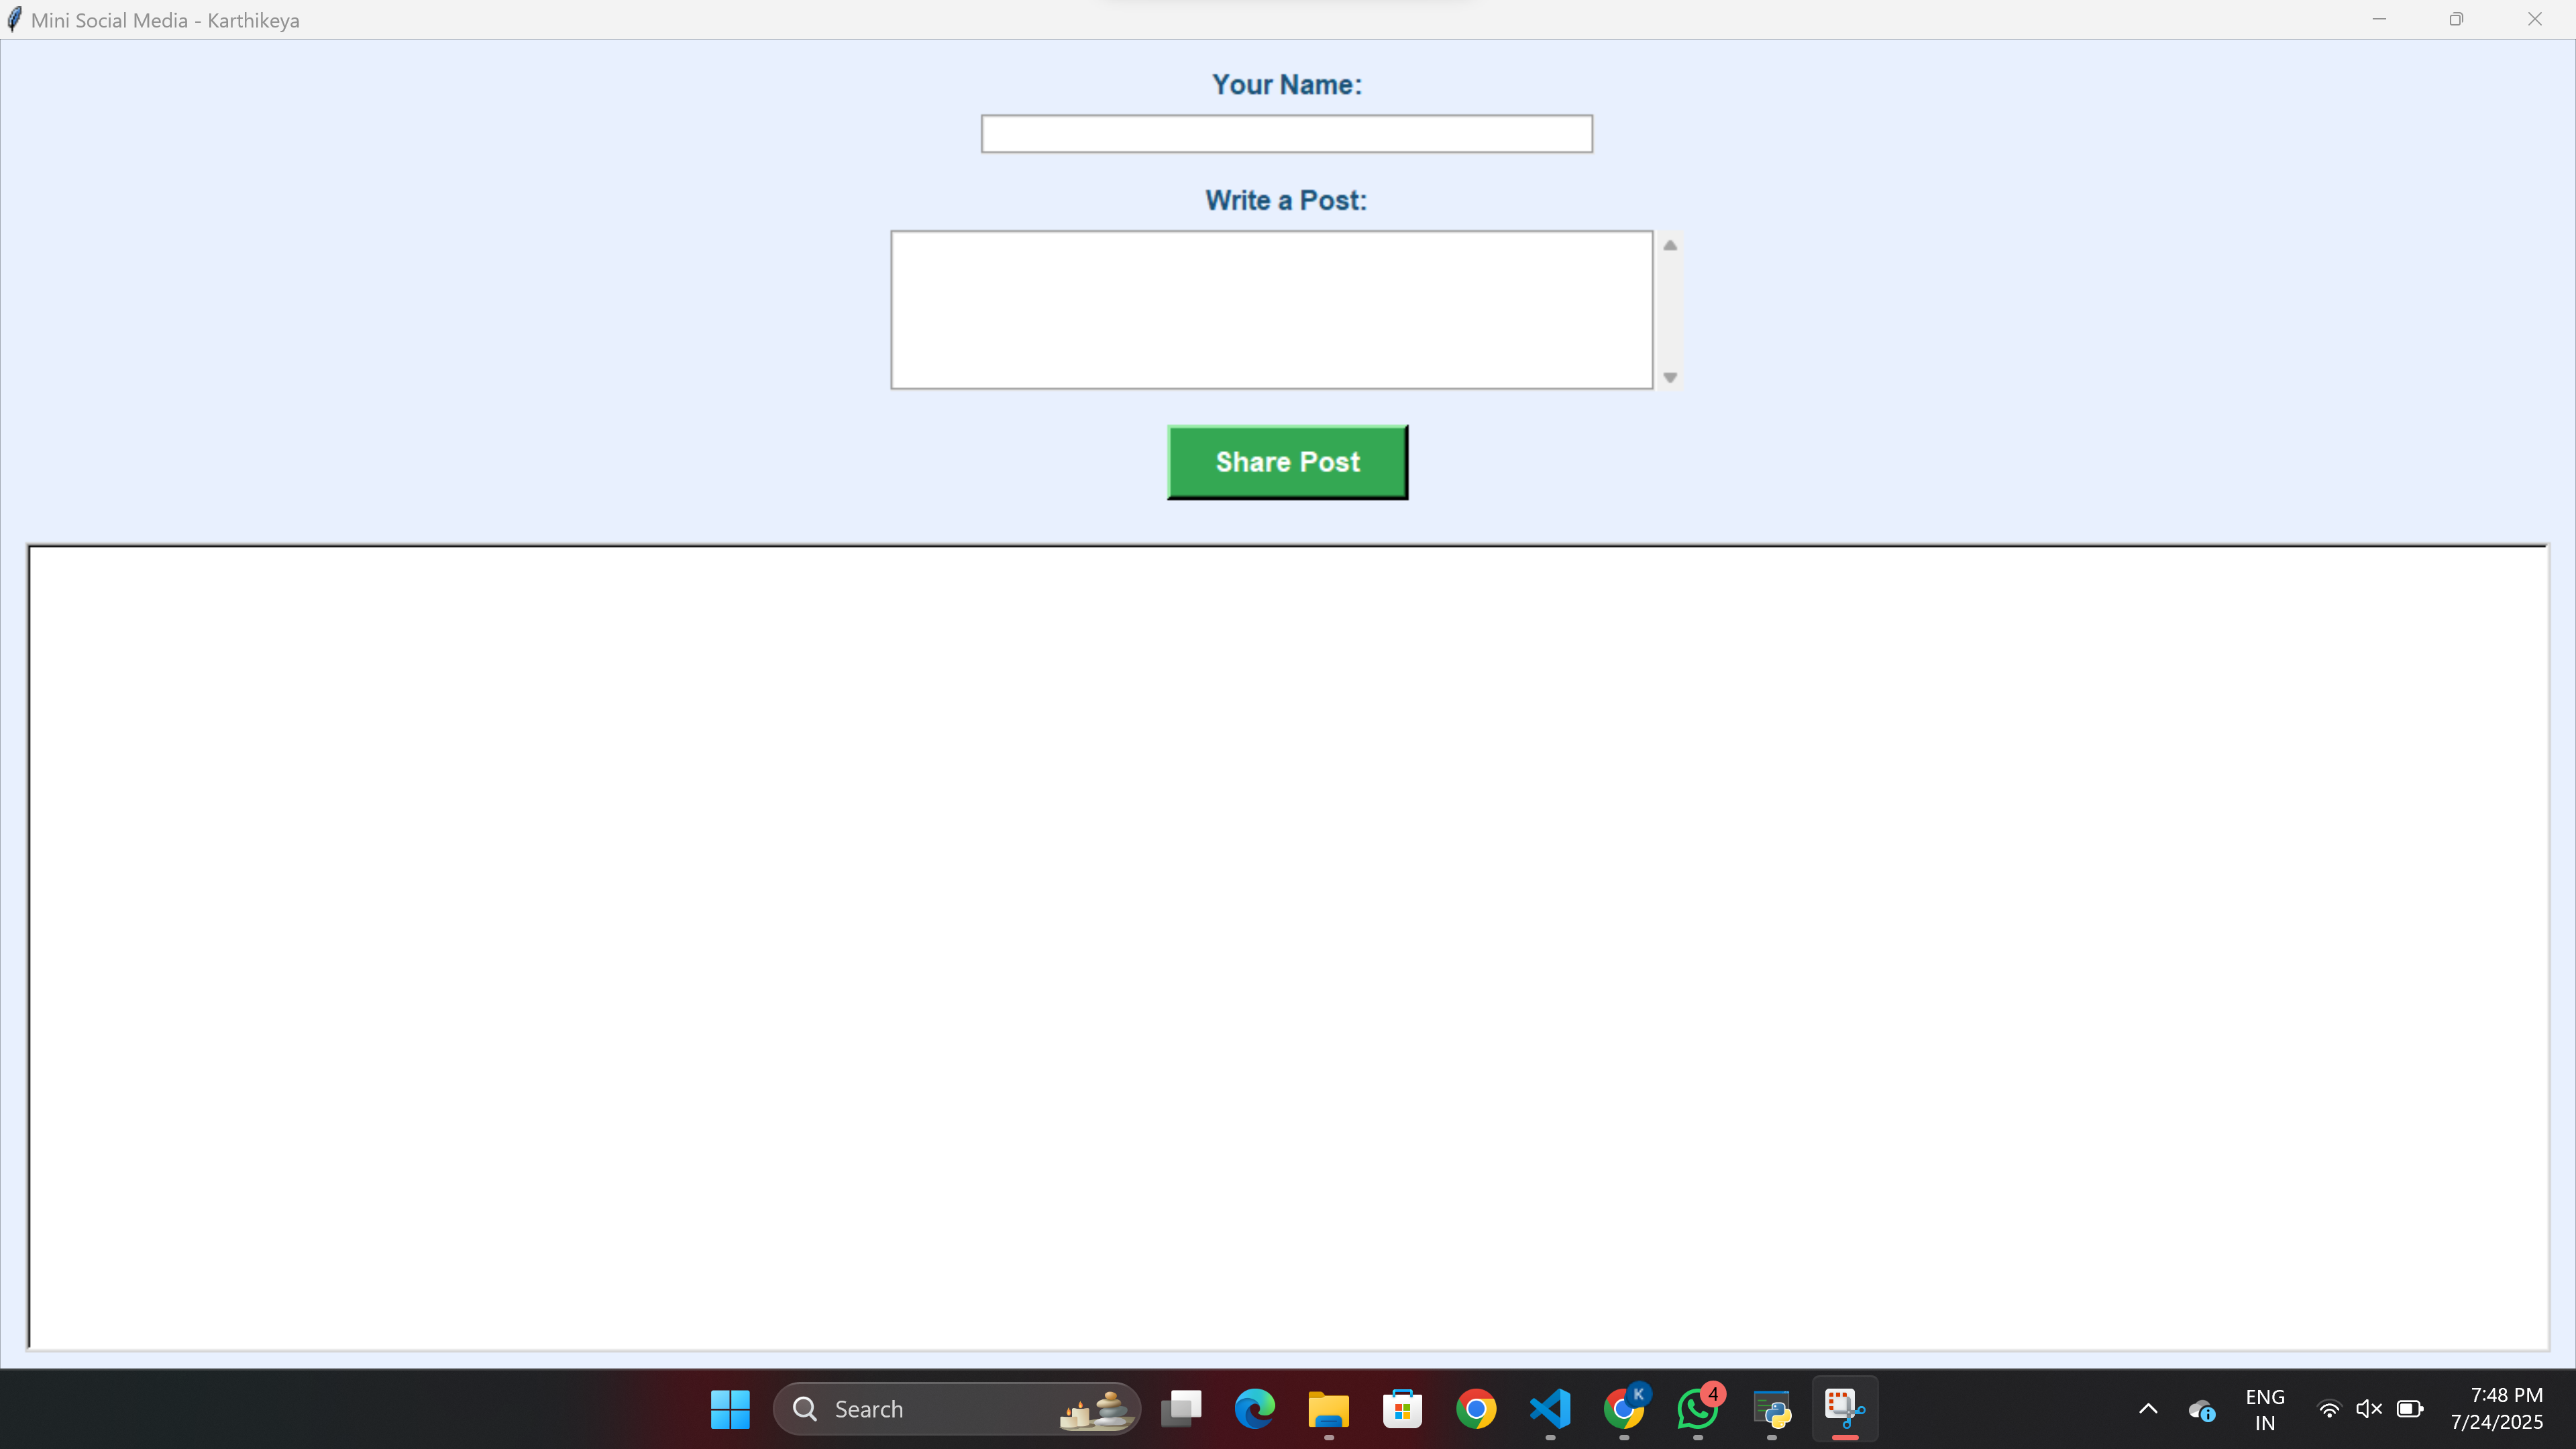 Mini Social Media - Karthikeya
Your Name:
Write a Post:
Share Post
Search
K
4
ENG
IN
7:48 PM
7/24/2025